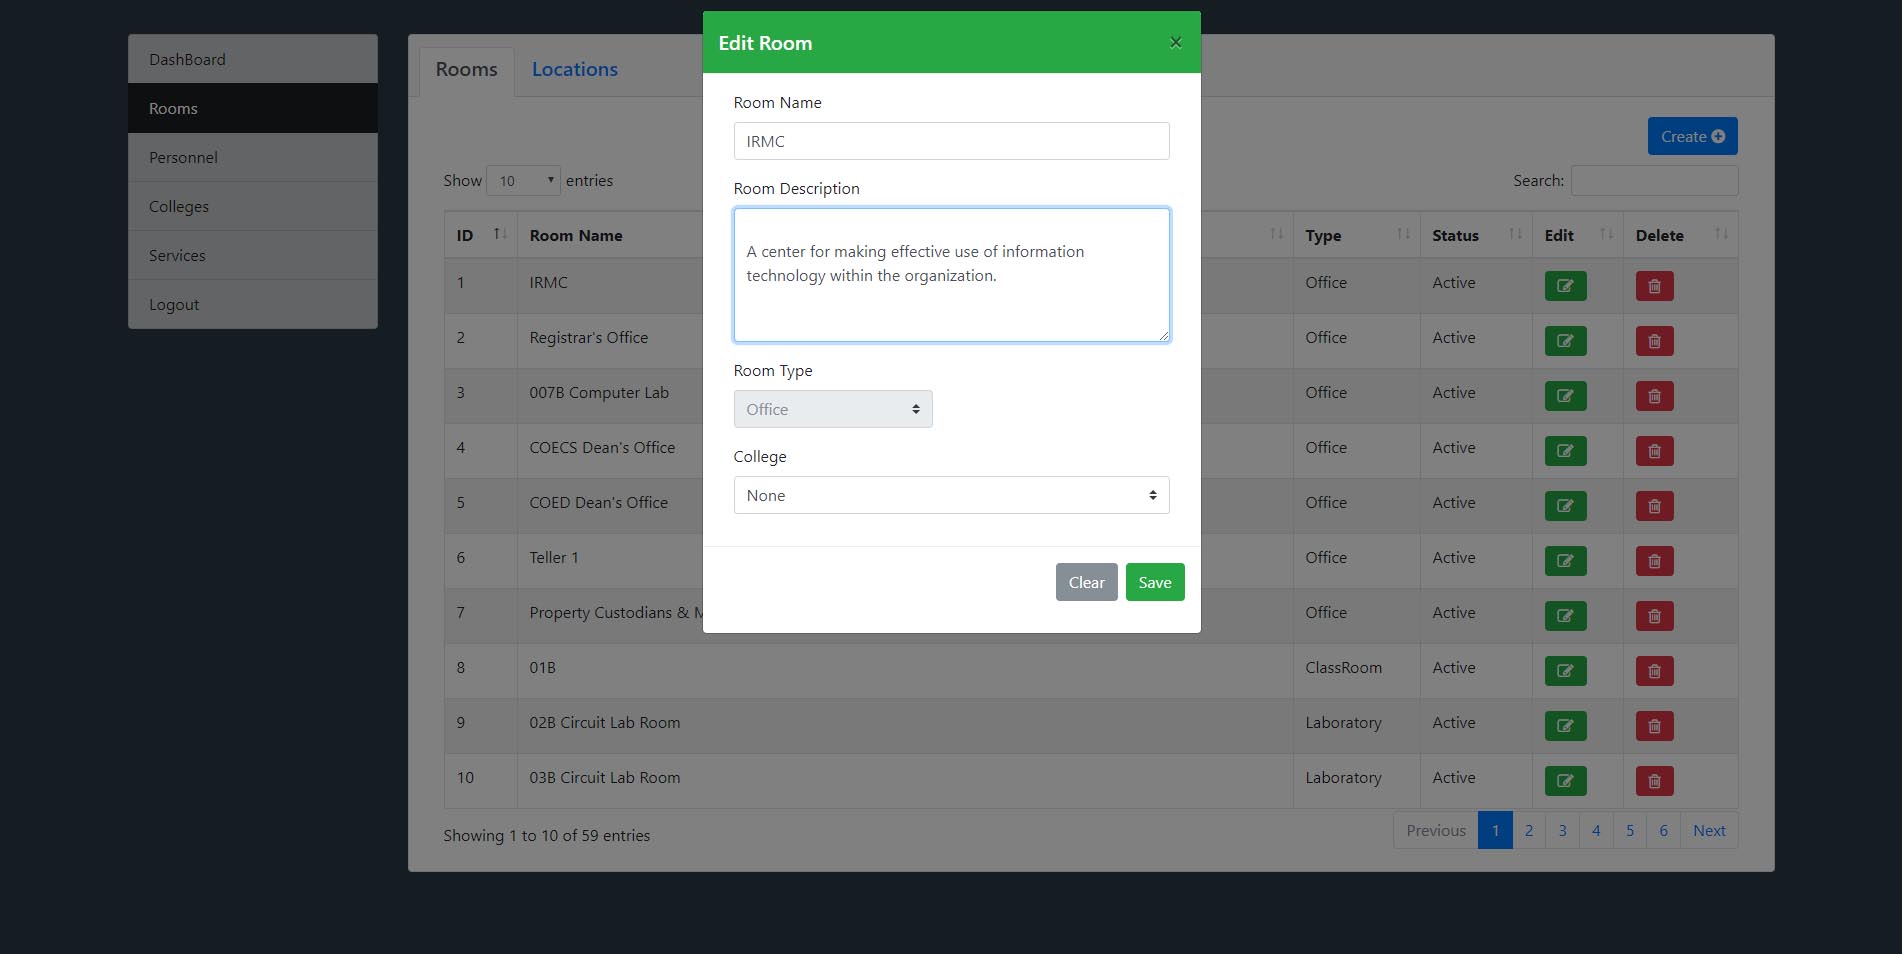 DashBoard
Rooms
Personnel
Colleges
Services
Logout
Rooms Locations
Create
Show 10 entries
Search:
ID Room Name Type Status Edit Delete
1 IRMC Office Active
2 Registrar's Office Office Active
3 007B Computer Lab Office Active
4 COECS Dean's Office Office Active
5 COED Dean's Office Office Active
6 Teller 1 Office Active
7 Property Custodians & M Office Active
8 01B ClassRoom Active
9 02B Circuit Lab Room Laboratory Active
10 03B Circuit Lab Room Laboratory Active
Showing 1 to 10 of 59 entries
Previous 1 2 3 4 5 6 Next
Edit Room ×
Room Name
IRMC
Room Description
A center for making effective use of information
technology within the organization.
Room Type
Office
College
None
Clear Save